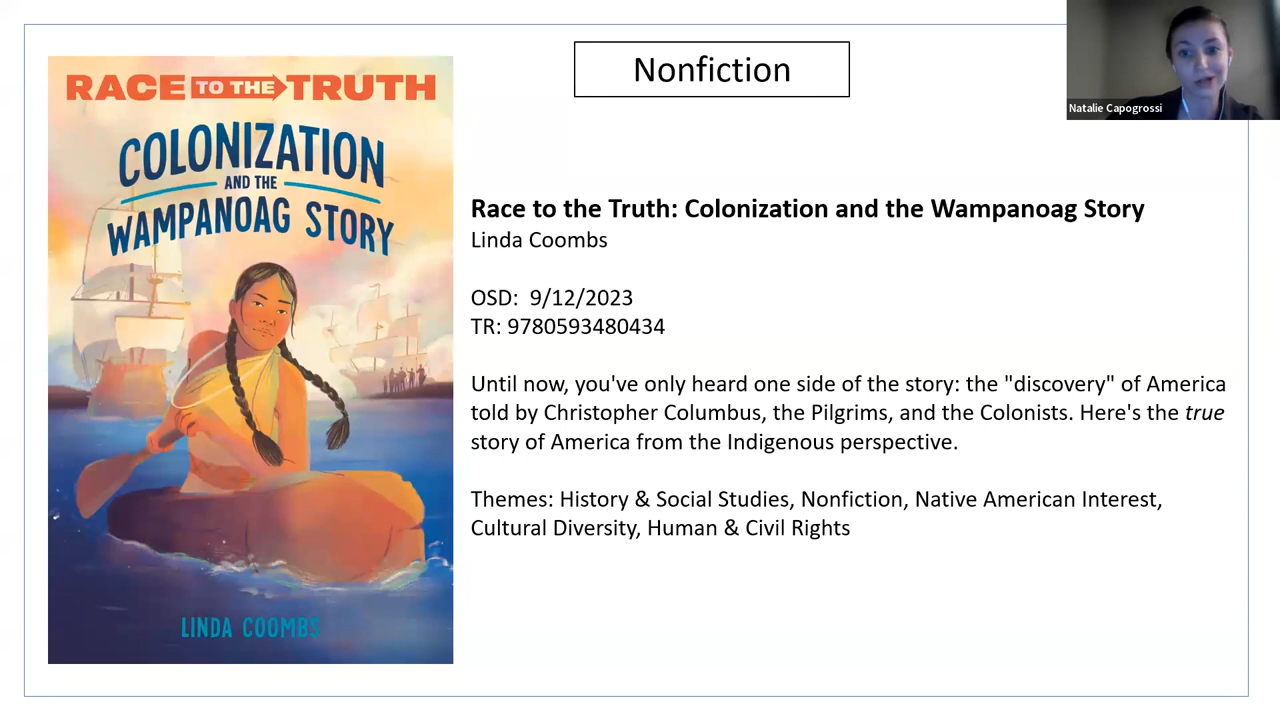 Nonfiction
Natalie Capogrossi
RACE TO THE TRUTH
COLONIZATION
AND THE
WAMPANOAG STORY
LINDA COOMBS
Race to the Truth: Colonization and the Wampanoag Story
Linda Coombs
OSD: 9/12/2023
TR: 9780593480434
Until now, you've only heard one side of the story: the "discovery" of America
told by Christopher Columbus, the Pilgrims, and the Colonists. Here's the true
story of America from the Indigenous perspective.
Themes: History & Social Studies, Nonfiction, Native American Interest,
Cultural Diversity, Human & Civil Rights